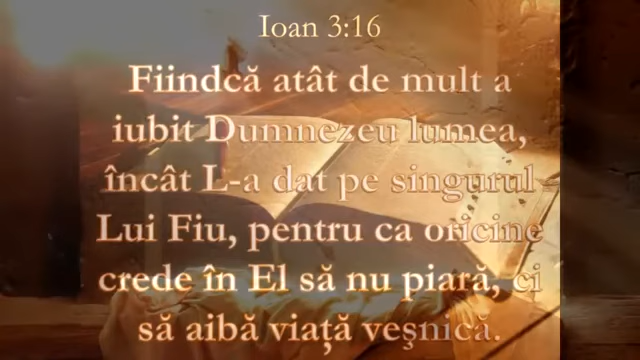 Ioan 3:16
Fiindcă atât de mult a
iubit Dumnezeu lumea,
încât L-a dat pe singurul
Lui Fiu, pentru ca oricine
crede în El să nu piară, ci
să aibă viață veşnică.